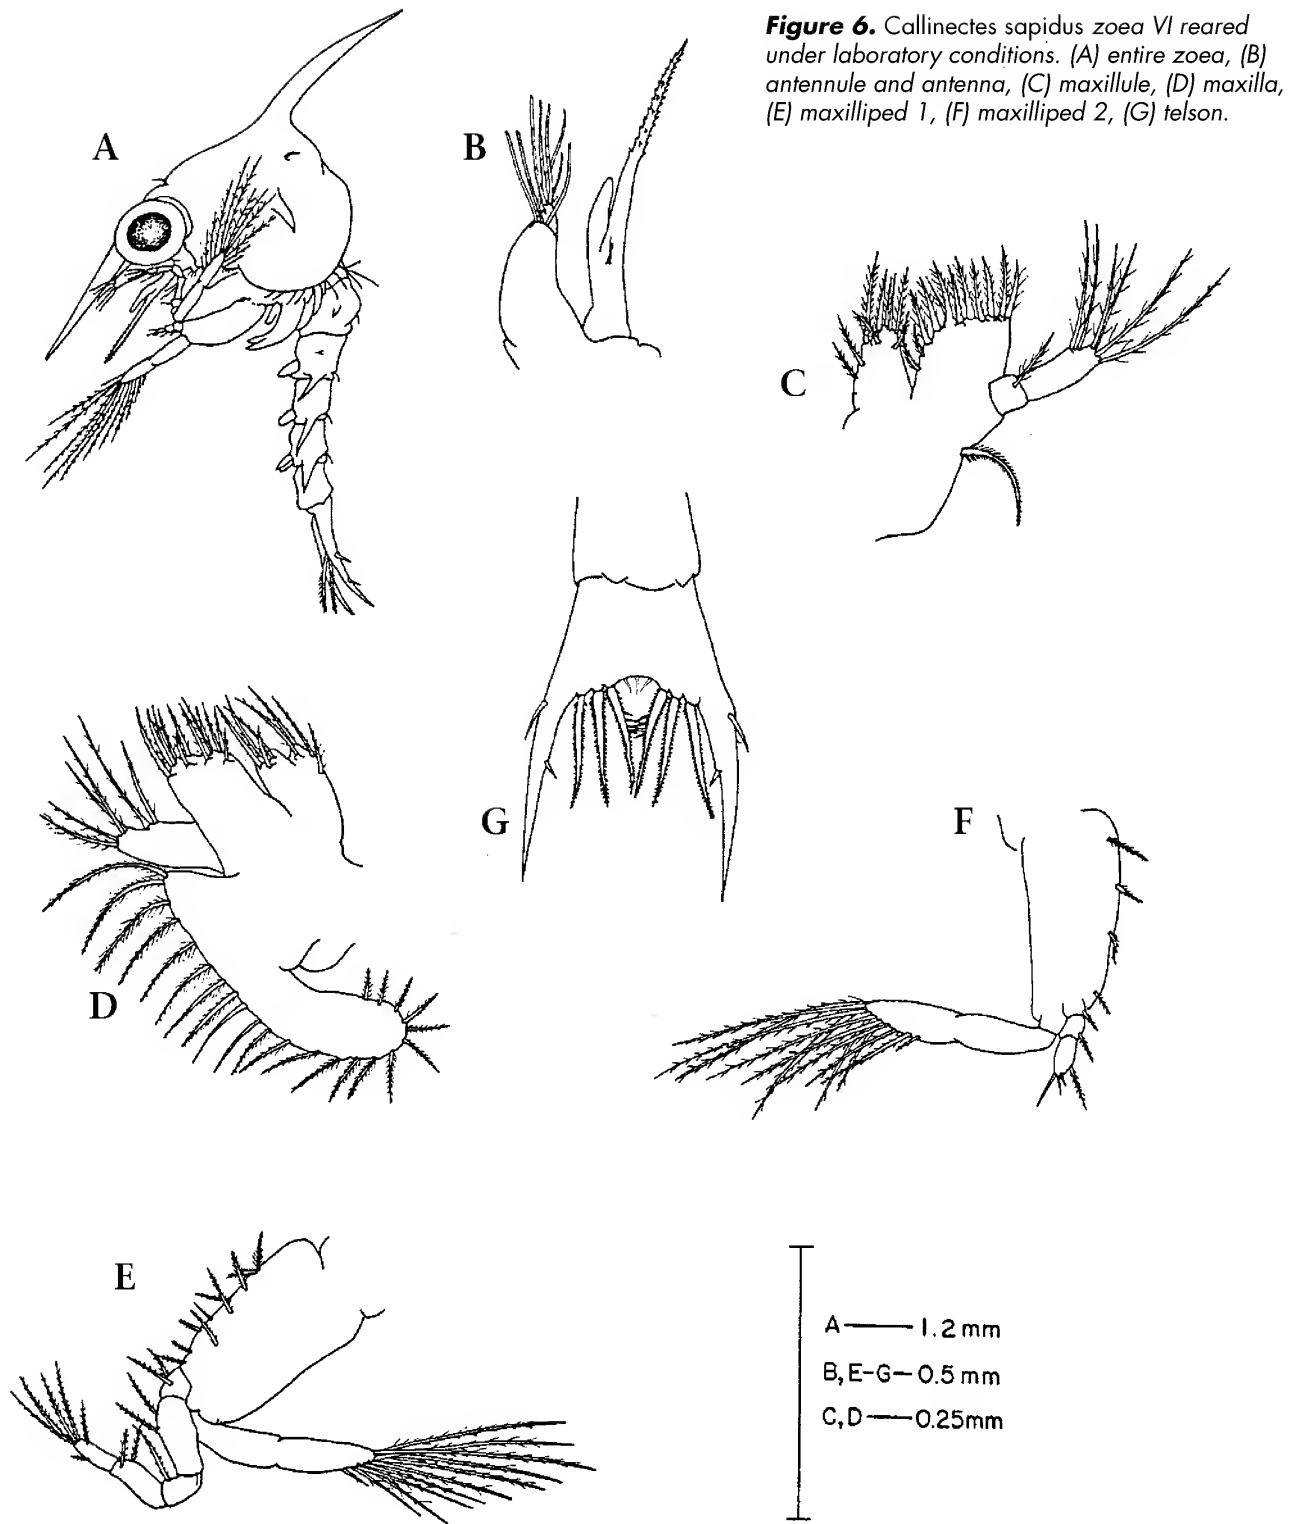 Figure 6. Callinectes sapidus zoea VI reared
under laboratory conditions. (A) entire zoea, (B)
antennule and antenna, (C) maxillule, (D) maxilla,
(E) maxilliped 1, (F) maxilliped 2, (G) telson.
A
B
C
G
F
D
E
A——1.2 mm
B, E-G—0.5 mm
C, D——0.25mm